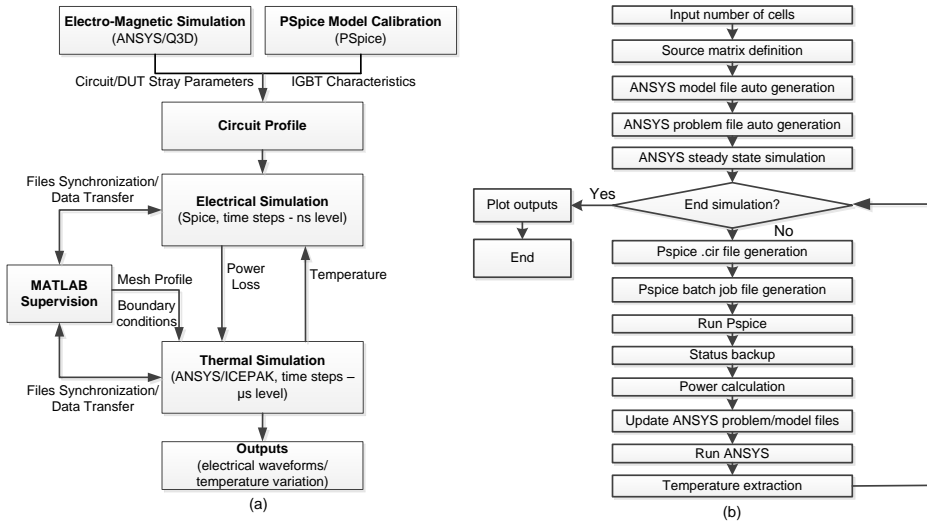 Electro-Magnetic Simulation
(ANSYS/Q3D)
PSpice Model Calibration
(PSpice)
Circuit/DUT Stray Parameters
IGBT Characteristics
Circuit Profile
Files Synchronization/
Data Transfer
Electrical Simulation
(Spice, time steps - ns level)
MATLAB
Supervision
Mesh Profile
Boundary
conditions
Power
Loss
Temperature
Files Synchronization/
Data Transfer
Thermal Simulation
(ANSYS/ICEPAK, time steps –
µs level)
Outputs
(electrical waveforms/
temperature variation)
(a)
Input number of cells
Source matrix definition
ANSYS model file auto generation
ANSYS problem file auto generation
ANSYS steady state simulation
End simulation?
Yes
Plot outputs
End
No
Pspice .cir file generation
Pspice batch job file generation
Run Pspice
Status backup
Power calculation
Update ANSYS problem/model files
Run ANSYS
Temperature extraction
(b)